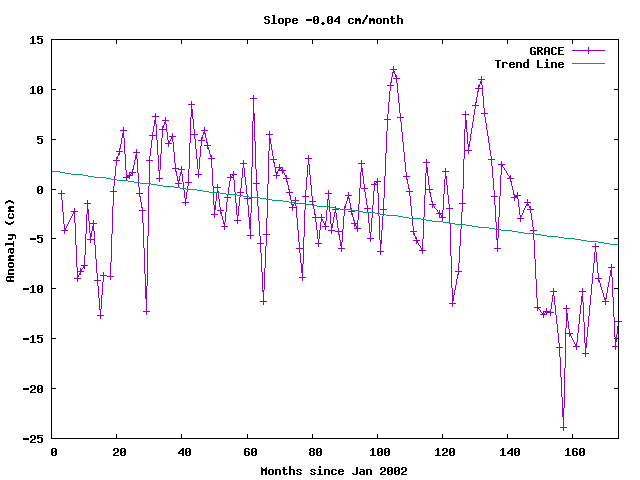 Slope -0.04 cm/month
15
10
5
0
-5
-10
-15
-20
-25
Anomaly (cm)
GRACE
Trend Line
0 20 40 60 80 100 120 140 160
Months since Jan 2002